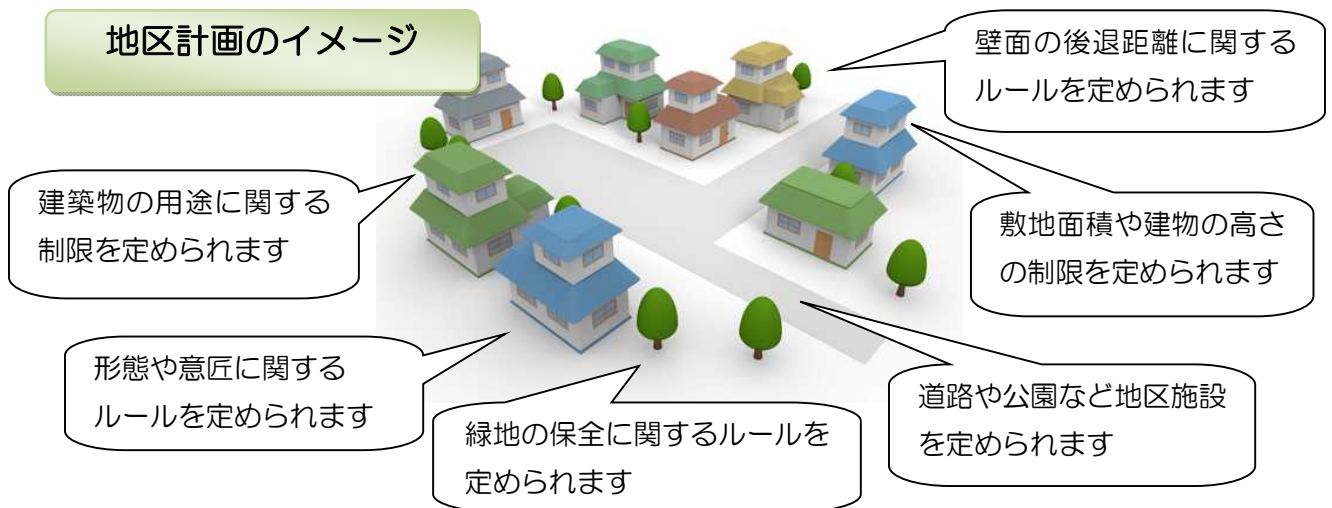 地区計画のイメージ
壁面の後退距離に関する
ルールを定められます
建築物の用途に関する
制限を定められます
敷地面積や建物の高さ
の制限を定められます
形態や意匠に関する
ルールを定められます
道路や公園など地区施設
を定められます
緑地の保全に関するルールを
定められます